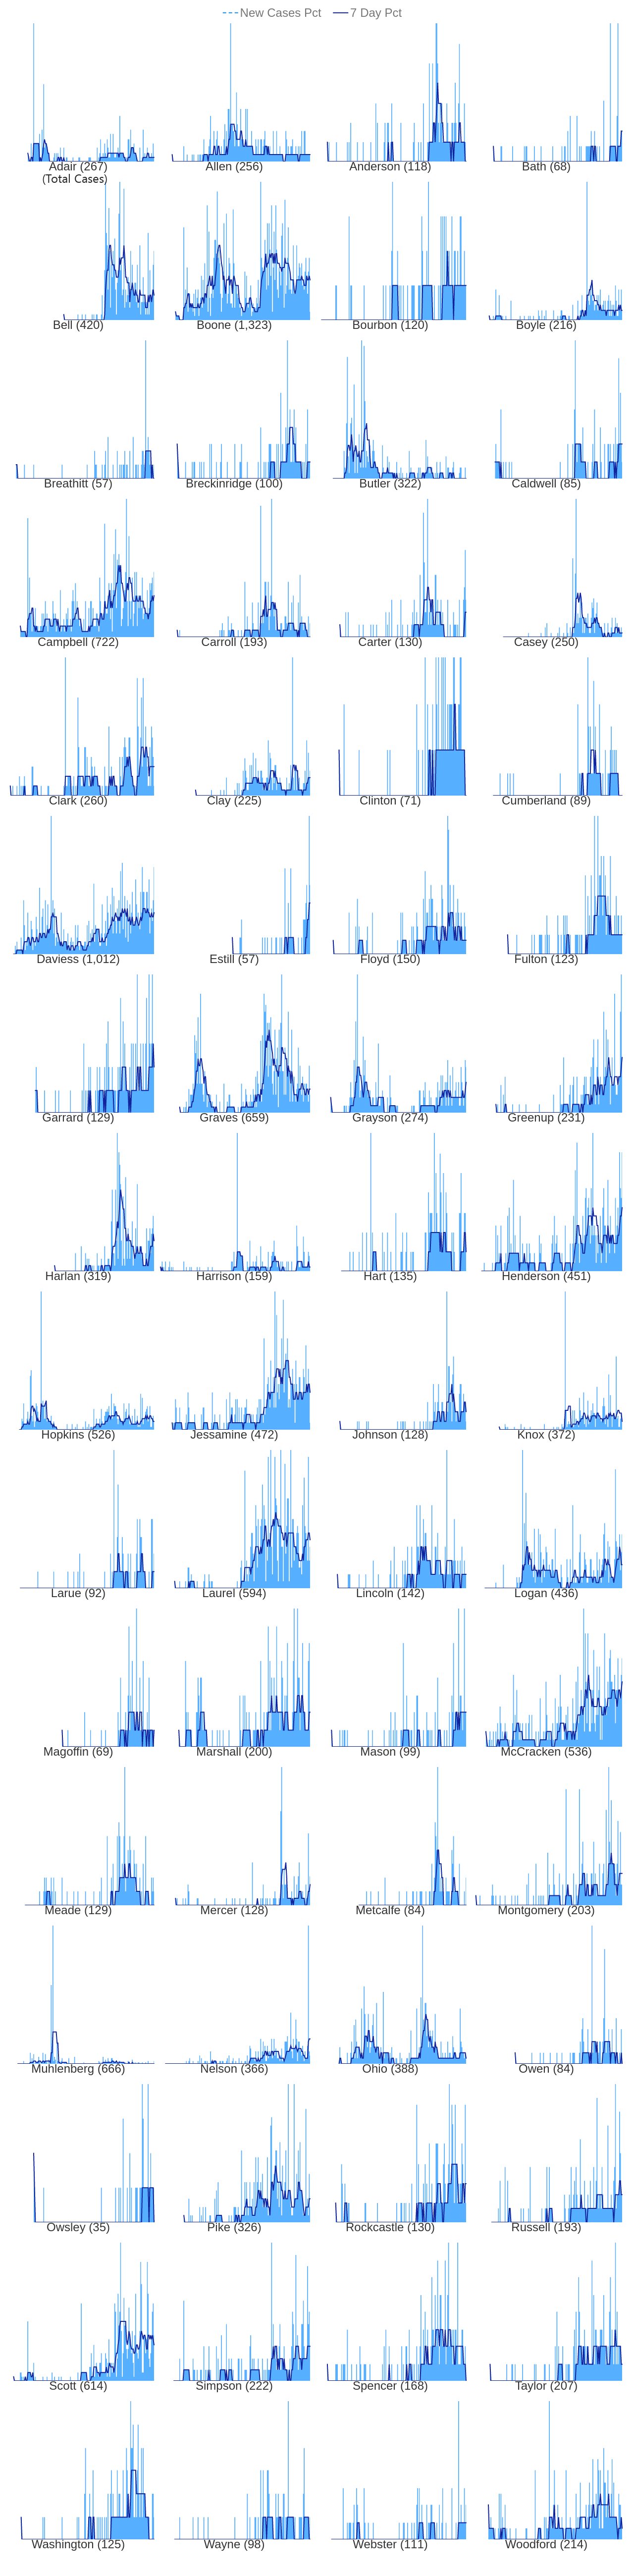 New Cases Pct 7 Day Pct
Adair (267) Allen (256) Anderson (118) Bath (68)
(Total Cases)
Bell (420) Boone (1,323) Bourbon (120) Boyle (216)
Breathitt (57) Breckinridge (100) Butler (322) Caldwell (85)
Campbell (722) Carroll (193) Carter (130) Casey (250)
Clark (260) Clay (225) Clinton (71) Cumberland (89)
Daviess (1,012) Estill (57) Floyd (150) Fulton (123)
Garrard (129) Graves (659) Grayson (274) Greenup (231)
Harlan (319) Harrison (159) Hart (135) Henderson (451)
Hopkins (526) Jessamine (472) Johnson (128) Knox (372)
Larue (92) Laurel (594) Lincoln (142) Logan (436)
Magoffin (69) Marshall (200) Mason (99) McCracken (536)
Meade (129) Mercer (128) Metcalfe (84) Montgomery (203)
Muhlenberg (666) Nelson (366) Ohio (388) Owen (84)
Owsley (35) Pike (326) Rockcastle (130) Russell (193)
Scott (614) Simpson (222) Spencer (168) Taylor (207)
Washington (125) Wayne (98) Webster (111) Woodford (214)